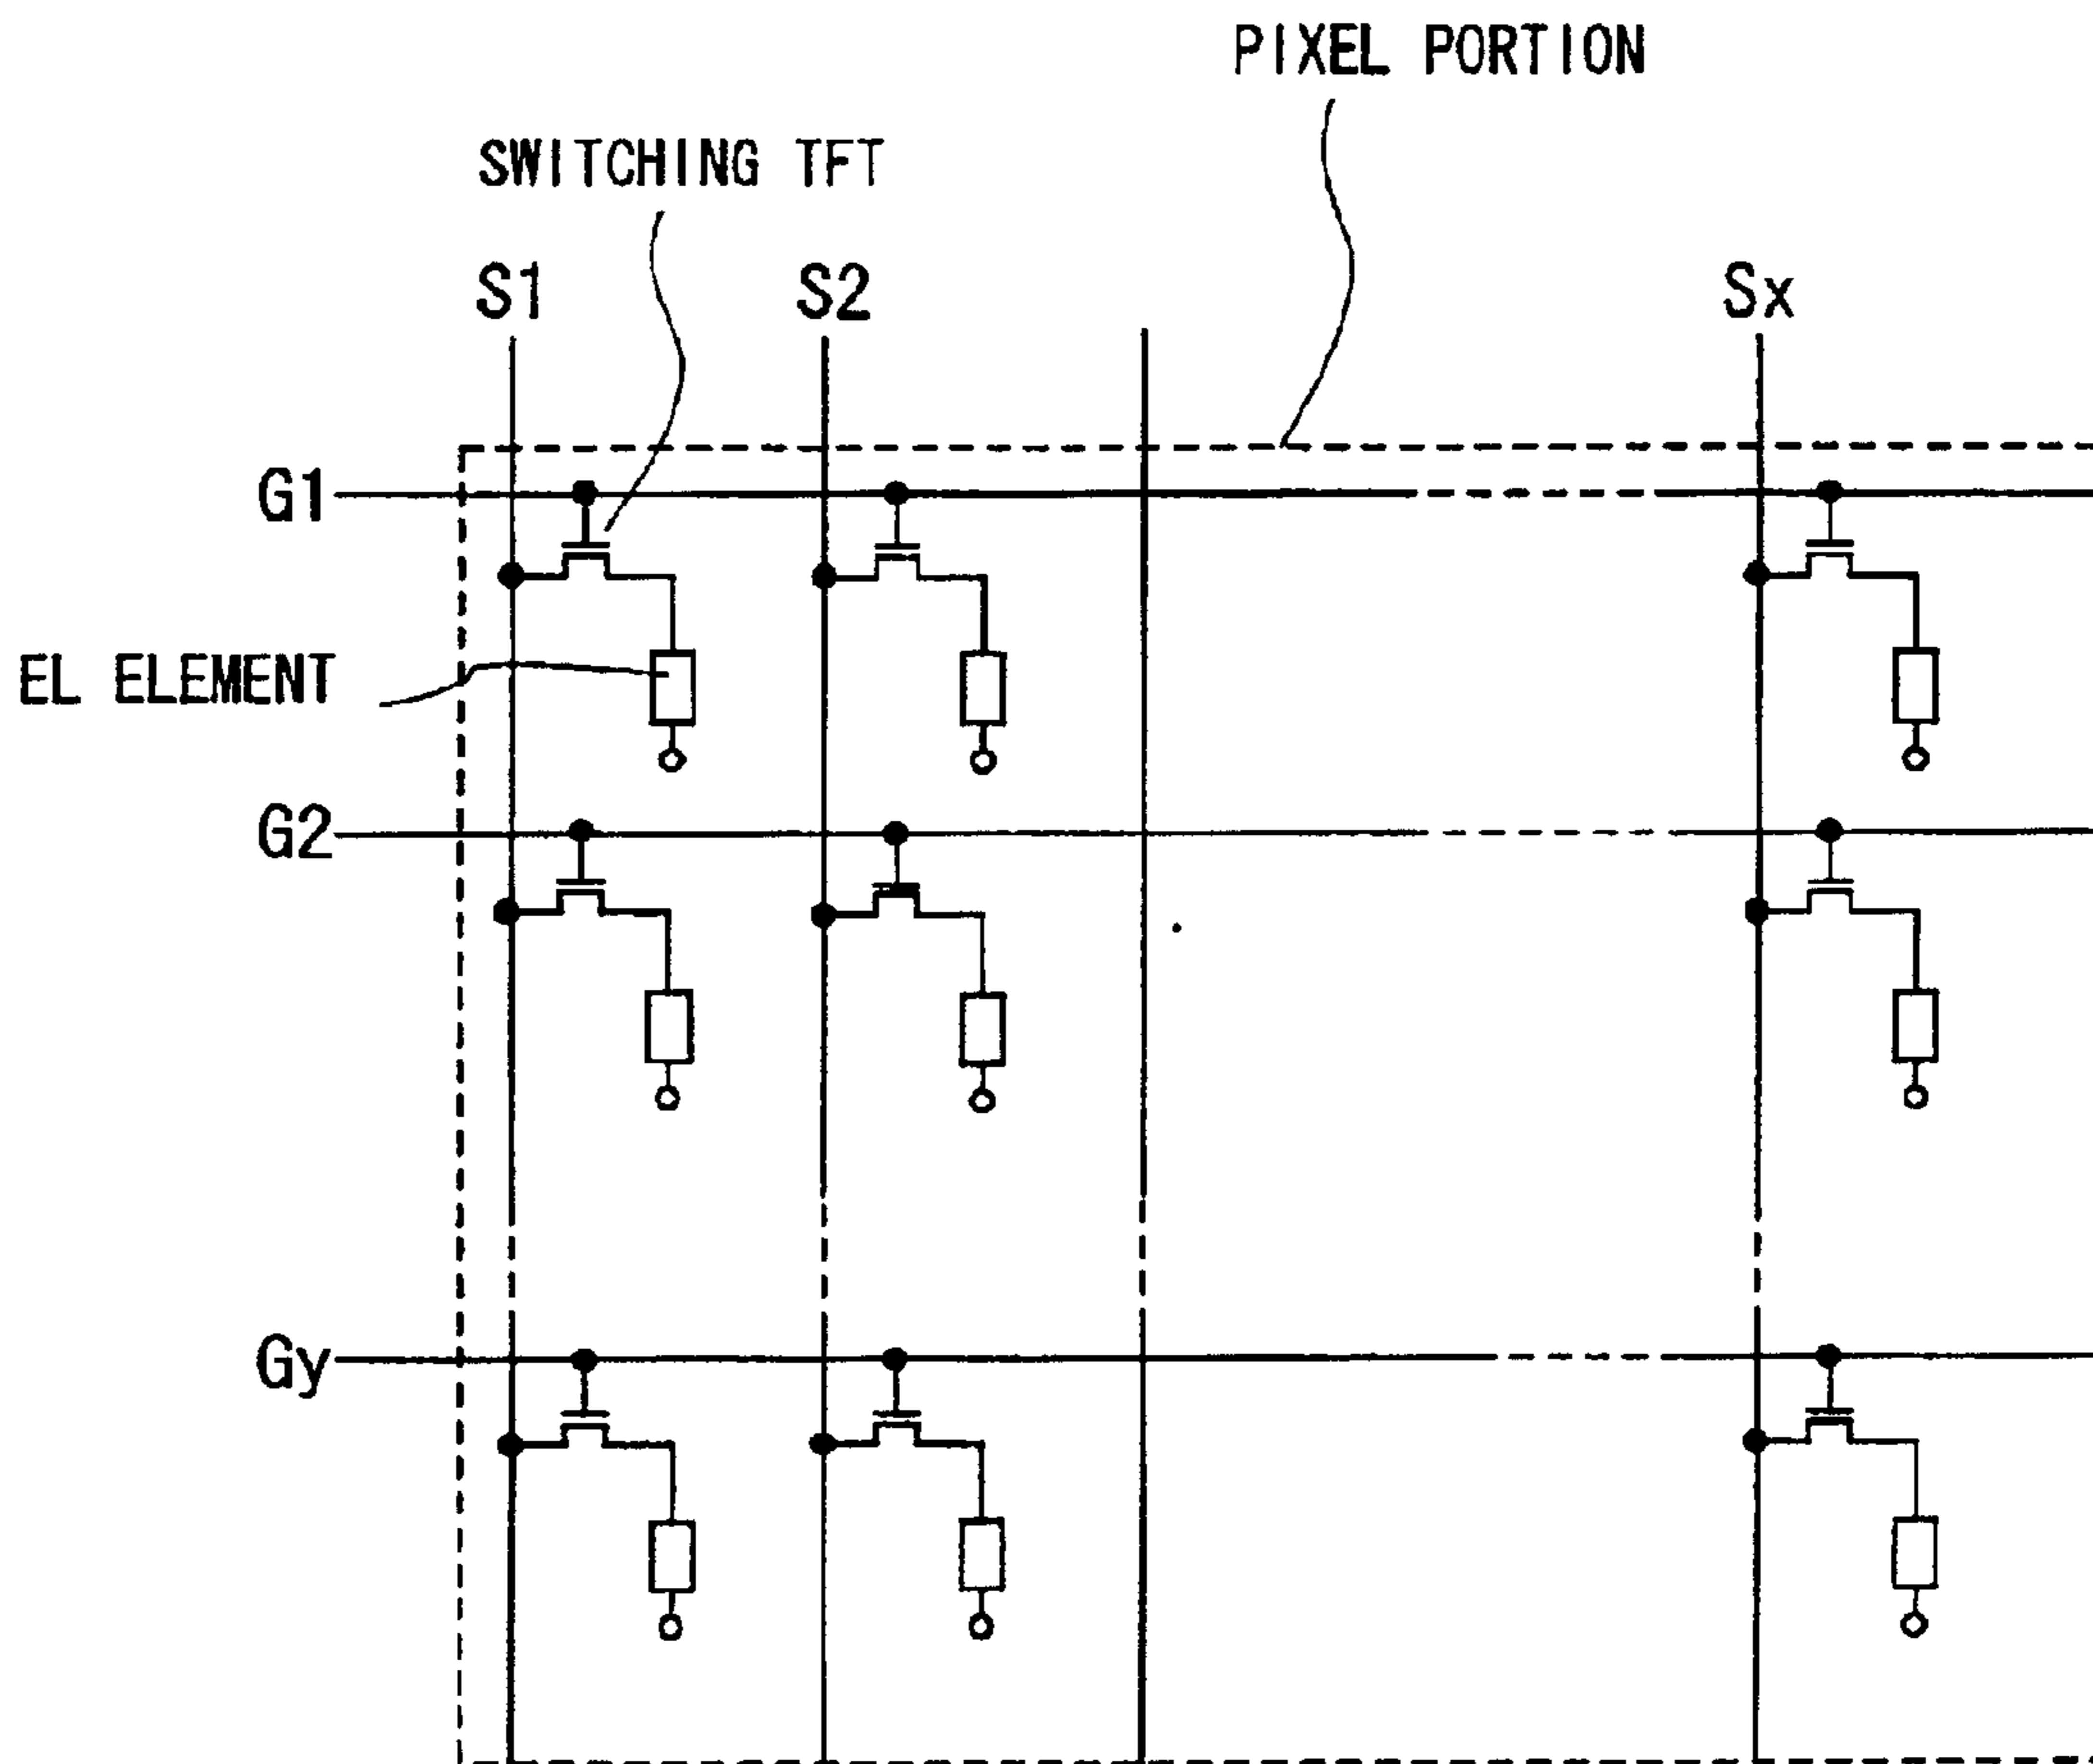 PIXEL PORTION
SWITCHING TFT
S1 S2 Sx
G1
EL ELEMENT
G2
Gy